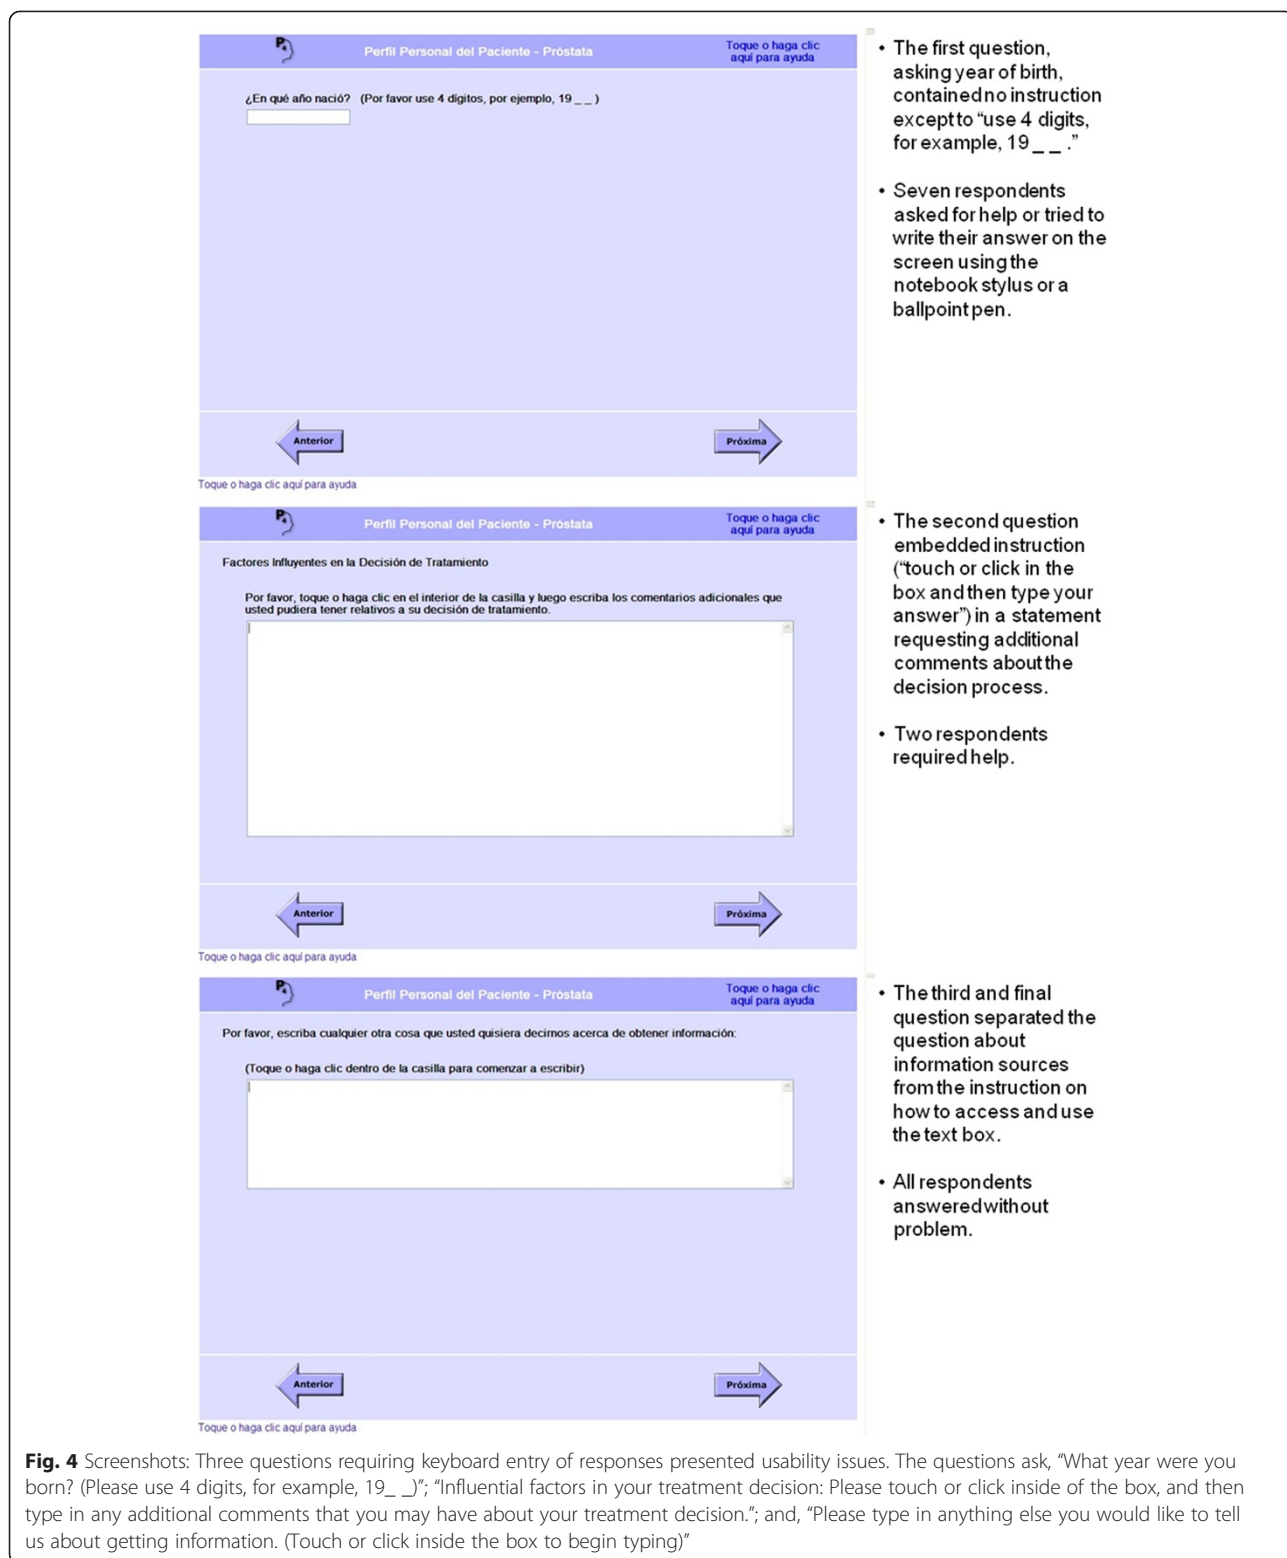 P4
Perfil Personal del Paciente - Próstata
Toque o haga clic
aquí para ayuda
¿En qué año nació? (Por favor use 4 dígitos, por ejemplo, 19 _ _ )
Anterior
Próxima
Toque o haga clic aquí para ayuda
• The first question,
asking year of birth,
contained no instruction
except to “use 4 digits,
for example, 19 _ _ .”
• Seven respondents
asked for help or tried to
write their answer on the
screen using the
notebook stylus or a
ballpoint pen.
P4
Perfil Personal del Paciente - Próstata
Toque o haga clic
aquí para ayuda
Factores Influyentes en la Decisión de Tratamiento
Por favor, toque o haga clic en el interior de la casilla y luego escriba los comentarios adicionales que
usted pudiera tener relativos a su decisión de tratamiento.
Anterior
Próxima
Toque o haga clic aquí para ayuda
• The second question
embedded instruction
(“touch or click in the
box and then type your
answer”) in a statement
requesting additional
comments about the
decision process.
• Two respondents
required help.
P4
Perfil Personal del Paciente - Próstata
Toque o haga clic
aquí para ayuda
Por favor, escriba cualquier otra cosa que usted quisiera decirnos acerca de obtener información:
(Toque o haga clic dentro de la casilla para comenzar a escribir)
Anterior
Próxima
Toque o haga clic aquí para ayuda
• The third and final
question separated the
question about
information sources
from the instruction on
how to access and use
the text box.
• All respondents
answered without
problem.
Fig. 4 Screenshots: Three questions requiring keyboard entry of responses presented usability issues. The questions ask, “What year were you
born? (Please use 4 digits, for example, 19_ _)”; “Influential factors in your treatment decision: Please touch or click inside of the box, and then
type in any additional comments that you may have about your treatment decision.”; and, “Please type in anything else you would like to tell
us about getting information. (Touch or click inside the box to begin typing)”